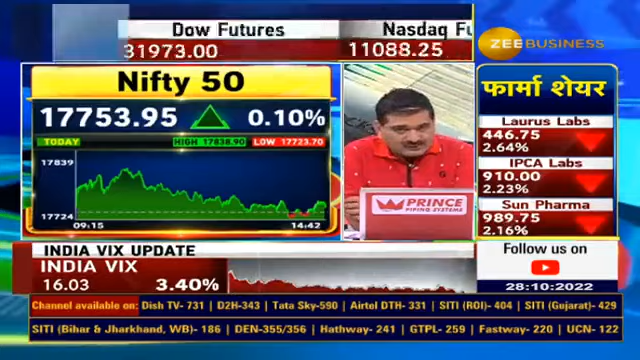 Dow Futures
31973.00
Nasdaq Fu
11088.25
ZEE BUSINESS
Nifty 50
17753.95 0.10%
TODAY HIGH 17838.90 LOW 17723.70
17839
17724
09:15 14:42
PRINCE
PIPING SYSTEMS
फार्मा शेयर
Laurus Labs
446.75
2.64%
IPCA Labs
910.00
2.23%
Sun Pharma
989.75
2.16%
INDIA VIX UPDATE
INDIA VIX
16.03 3.40%
Follow us on
28:10:2022
Channel available on: Dish TV- 731 | D2H-343 | Tata Sky-590 | Airtel DTH- 331 | SITI (ROI)- 404 | SITI (Gujarat)- 429
SITI (Bihar & Jharkhand, WB)- 186 | DEN-355/356 | Hathway- 241 | GTPL- 259 | Fastway- 220 | UCN- 122